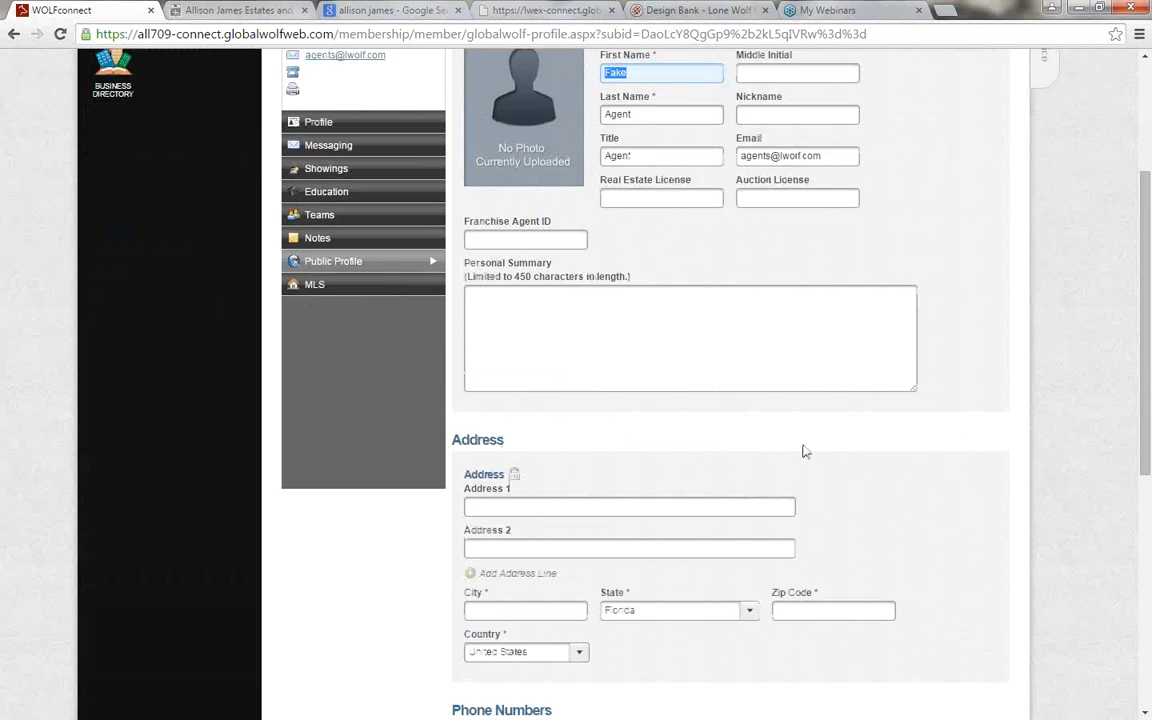 WOLFconnect
Allison James Estates and
allison james - Google Sea
https://lwex-connect.glob
Design Bank - Lone Wolf
My Webinars
https://all709-connect.globalwolfweb.com/membership/member/globalwolf-profile.aspx?subid=DaoLcY8QgGp9%2b2kL5qIVRw%3d%3d
BUSINESS
DIRECTORY
agents@lwolf.com
Profile
Messaging
Showings
Education
Teams
Notes
Public Profile
MLS
No Photo
Currently Uploaded
First Name *
Middle Initial
Fake
Last Name *
Nickname
Agent
Title
Email
Agent
agents@lwolf.com
Real Estate License
Auction License
Franchise Agent ID
Personal Summary
(Limited to 450 characters in length.)
Address
Address
Address 1
Address 2
Add Address Line
City *
State *
Zip Code *
Florida
Country *
United States
Phone Numbers